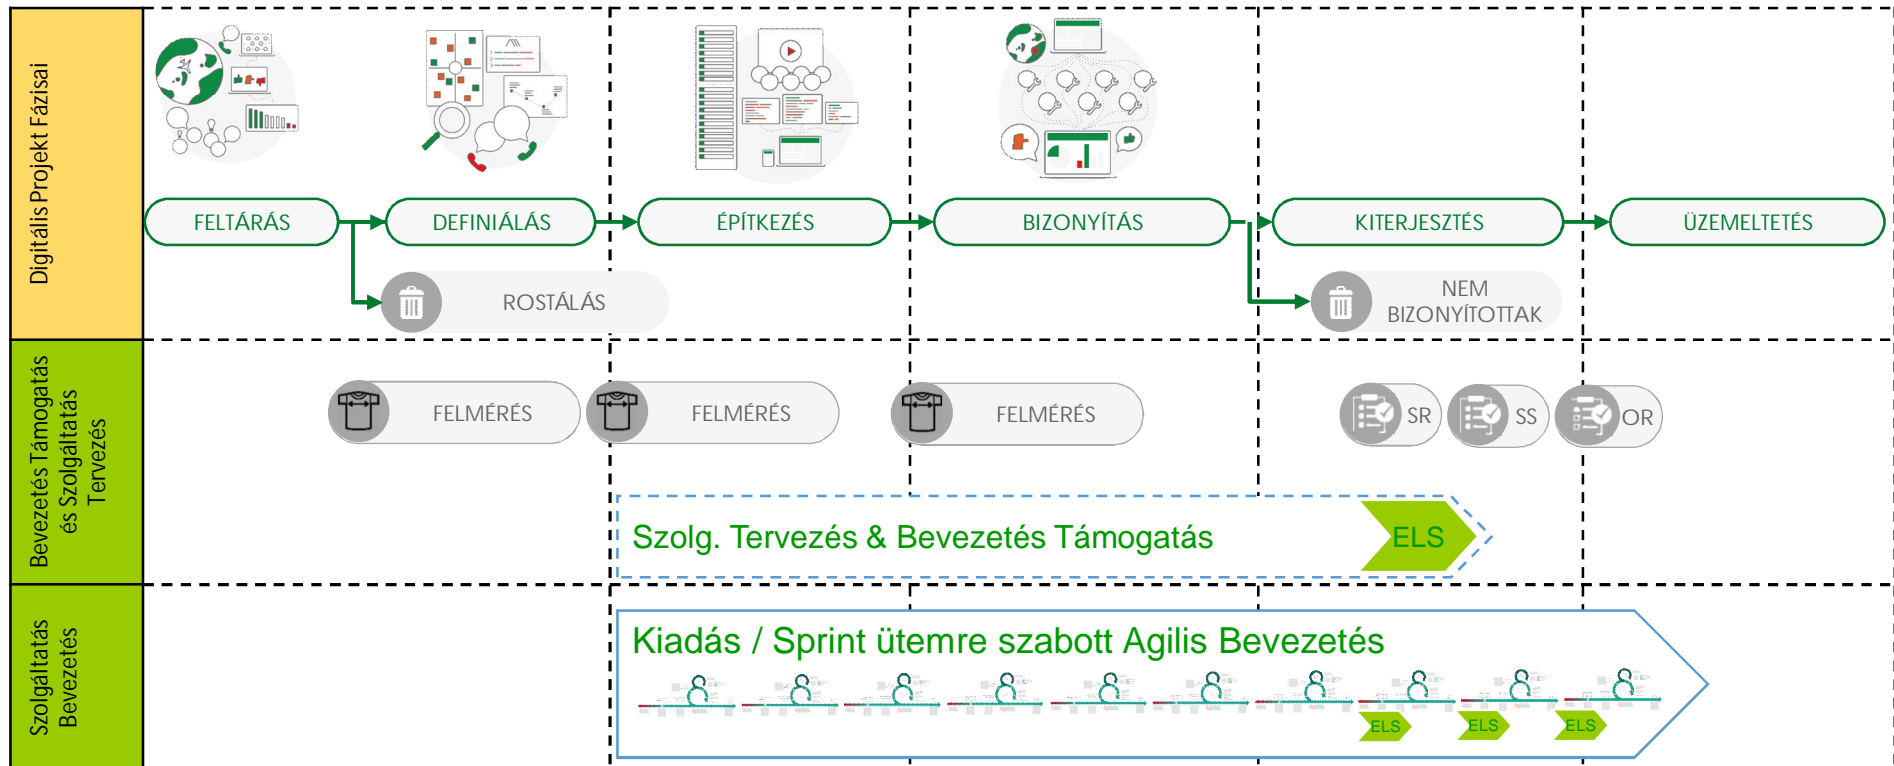 Digitális Projekt Fázisai
FELTÁRÁS
DEFINIÁLÁS
ÉPÍTKEZÉS
BIZONYÍTÁS
KITERJESZTÉS
ÜZEMELTETÉS
ROSTÁLÁS
NEM
BIZONYÍTOTTAK
Bevezetés Támogatás
és Szolgáltatás
Tervezés
FELMÉRÉS
FELMÉRÉS
FELMÉRÉS
SR
SS
OR
Szolg. Tervezés & Bevezetés Támogatás
ELS
Szolgáltatás
Bevezetés
Kiadás / Sprint ütemre szabott Agilis Bevezetés
ELS
ELS
ELS